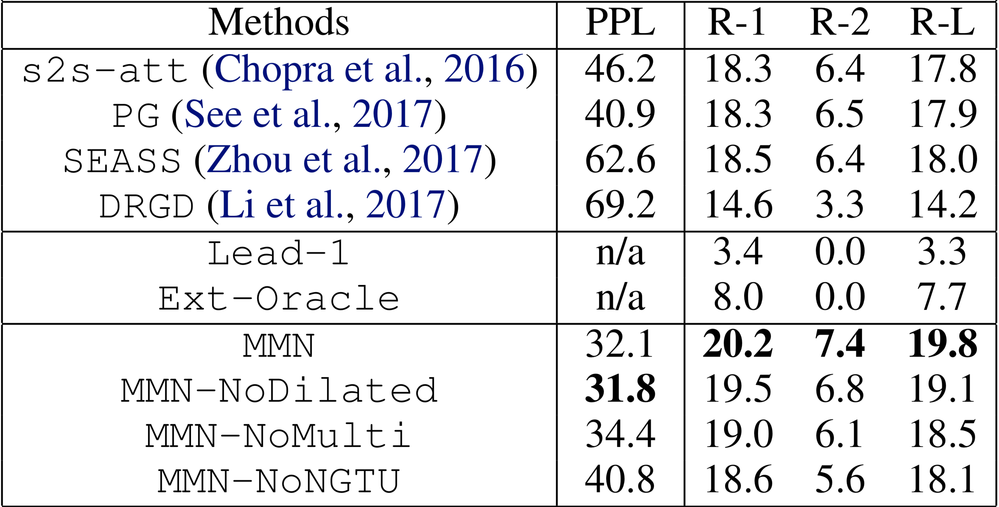 Methods PPL R-1 R-2 R-L
s2s-att (Chopra et al., 2016) 46.2 18.3 6.4 17.8
PG (See et al., 2017) 40.9 18.3 6.5 17.9
SEASS (Zhou et al., 2017) 62.6 18.5 6.4 18.0
DRGD (Li et al., 2017) 69.2 14.6 3.3 14.2
Lead-1 n/a 3.4 0.0 3.3
Ext-Oracle n/a 8.0 0.0 7.7
MMN 32.1 20.2 7.4 19.8
MMN-NoDilated 31.8 19.5 6.8 19.1
MMN-NoMulti 34.4 19.0 6.1 18.5
MMN-NoNGTU 40.8 18.6 5.6 18.1